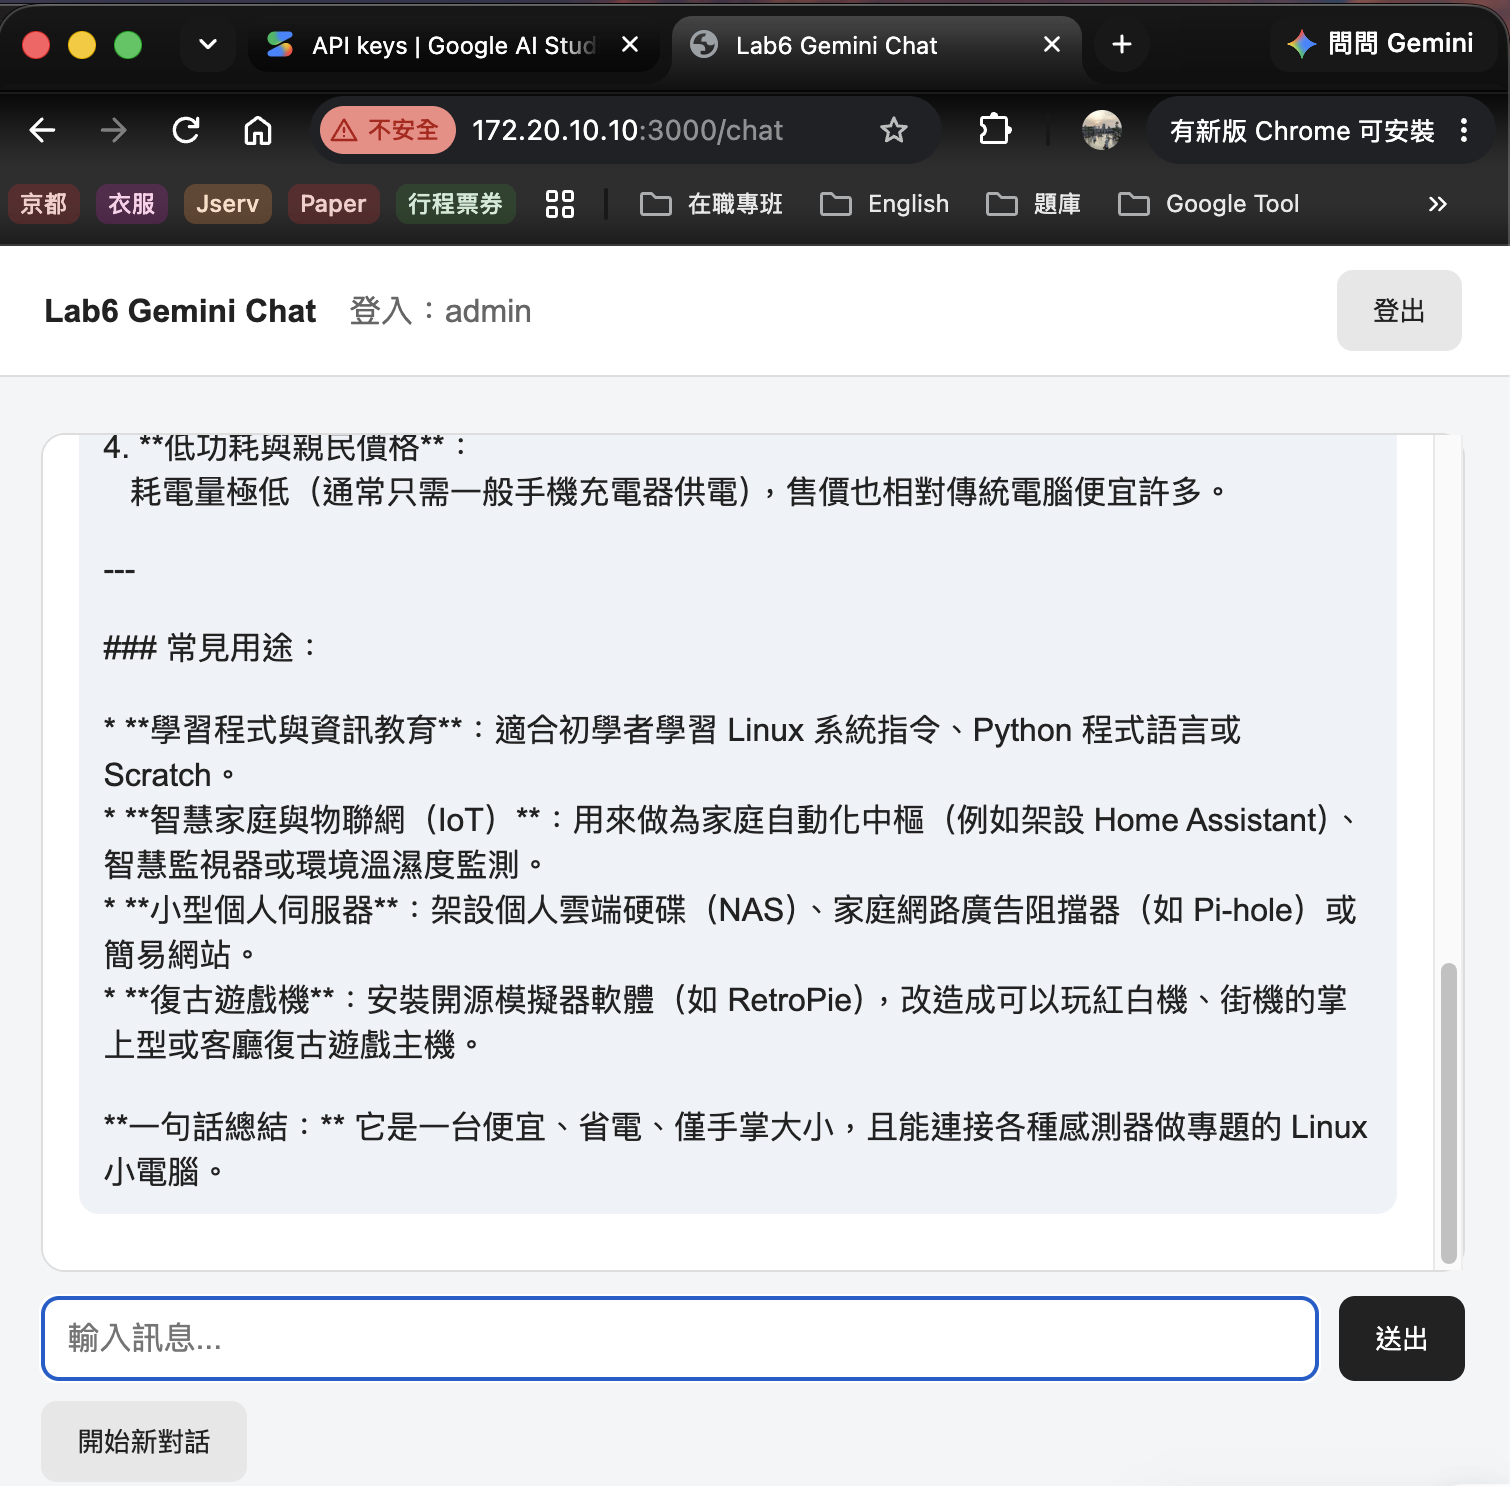 API keys | Google AI Stud
Lab6 Gemini Chat
問問 Gemini
不安全
172.20.10.10:3000/chat
有新版 Chrome 可安裝
京都
衣服
Jserv
Paper
行程票券
在職專班
English
題庫
Google Tool
Lab6 Gemini Chat
登入：admin
登出
4. **低功耗與親民價格**：
耗電量極低（通常只需一般手機充電器供電），售價也相對傳統電腦便宜許多。
---
### 常見用途：
* **學習程式與資訊教育**：適合初學者學習 Linux 系統指令、Python 程式語言或
Scratch。
* **智慧家庭與物聯網（IoT）**：用來做為家庭自動化中樞（例如架設 Home Assistant）、
智慧監視器或環境溫濕度監測。
* **小型個人伺服器**：架設個人雲端硬碟（NAS）、家庭網路廣告阻擋器（如 Pi-hole）或
簡易網站。
* **復古遊戲機**：安裝開源模擬器軟體（如 RetroPie），改造成可以玩紅白機、街機的掌
上型或客廳復古遊戲主機。
**一句話總結：** 它是一台便宜、省電、僅手掌大小，且能連接各種感測器做專題的 Linux
小電腦。
輸入訊息...
送出
開始新對話